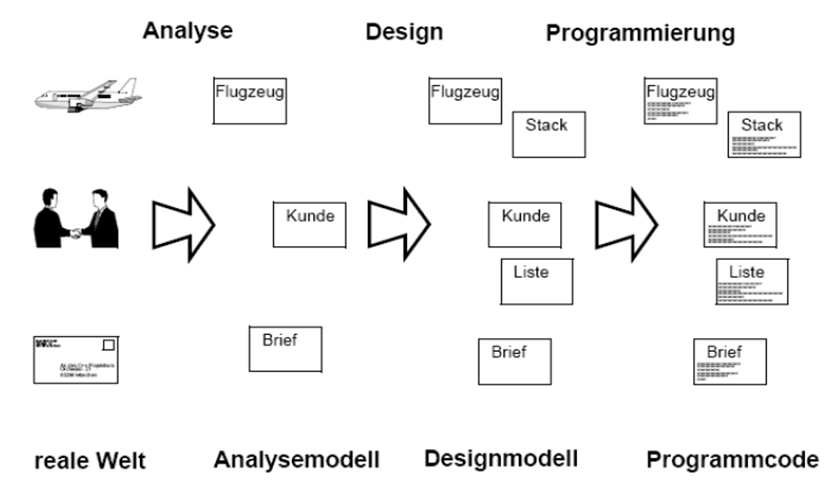 Analyse Design Programmierung
Flugzeug Flugzeug Flugzeug
Stack Stack
Kunde Kunde Kunde
Liste Liste
Brief Brief Brief
reale Welt Analysemodell Designmodell Programmcode